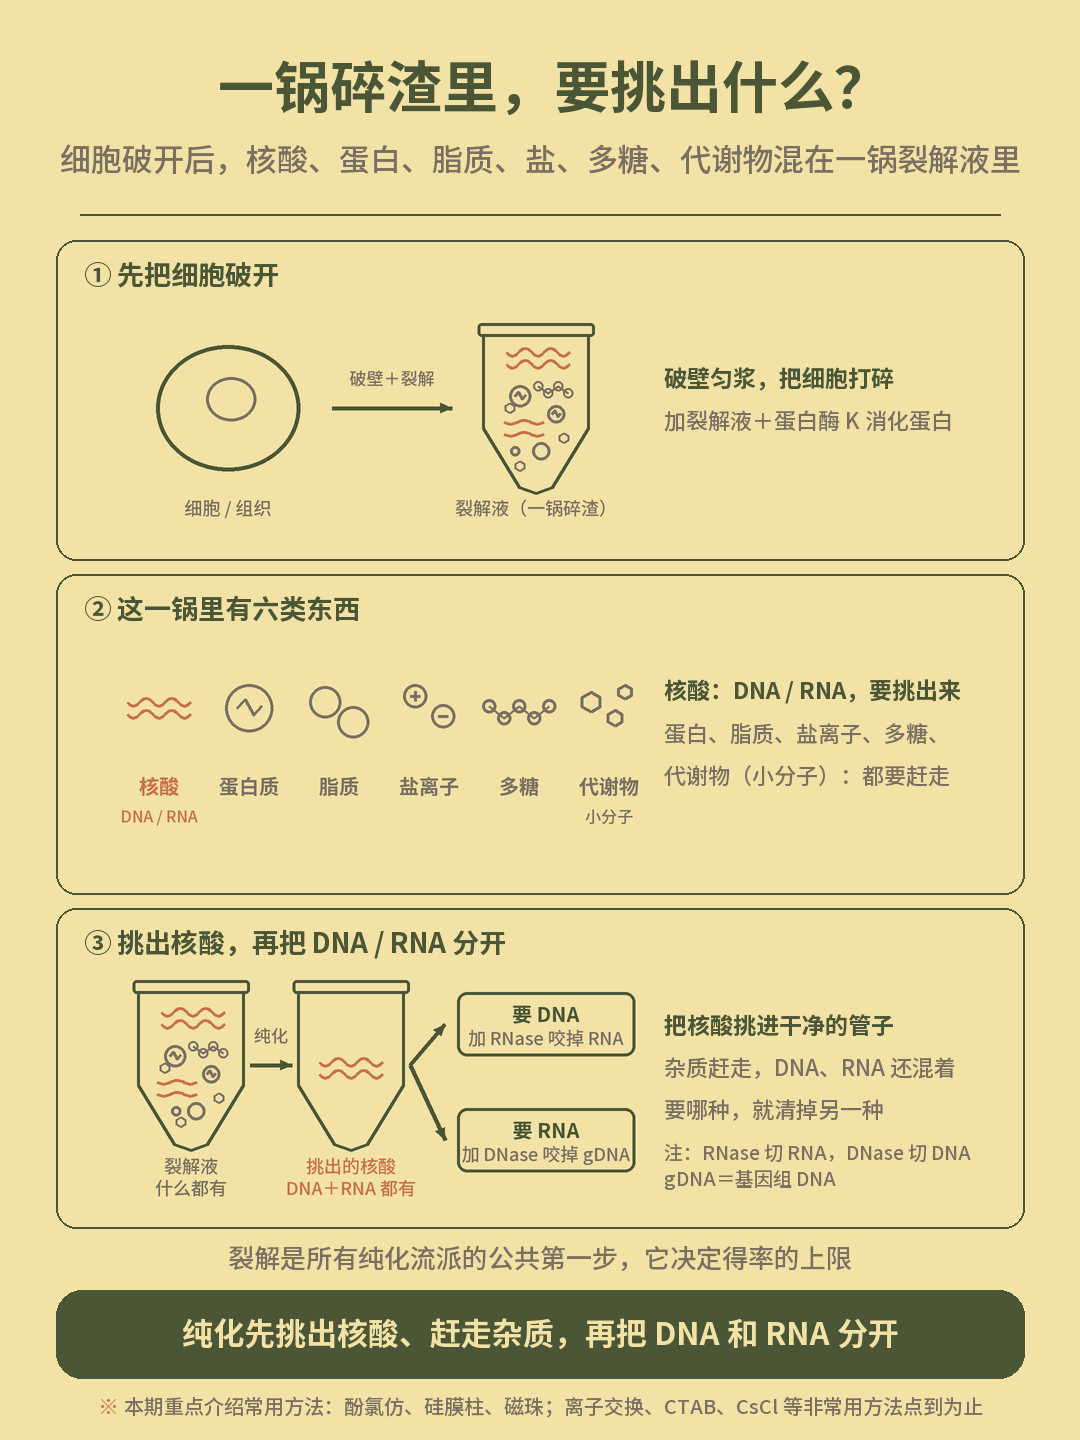 一锅碎渣里，要挑出什么？
细胞破开后，核酸、蛋白、脂质、盐、多糖、代谢物混在一锅裂解液里
① 先把细胞破开
破壁＋裂解
细胞 / 组织
裂解液（一锅碎渣）
破壁匀浆，把细胞打碎
加裂解液＋蛋白酶 K 消化蛋白
② 这一锅里有六类东西
核酸
DNA / RNA
蛋白质
脂质
盐离子
多糖
代谢物
小分子
核酸：DNA / RNA，要挑出来
蛋白、脂质、盐离子、多糖、
代谢物（小分子）：都要赶走
③ 挑出核酸，再把 DNA / RNA 分开
纯化
裂解液
什么都有
挑出的核酸
DNA＋RNA 都有
要 DNA
加 RNase 咬掉 RNA
要 RNA
加 DNase 咬掉 gDNA
把核酸挑进干净的管子
杂质赶走，DNA、RNA 还混着
要哪种，就清掉另一种
注：RNase 切 RNA，DNase 切 DNA
gDNA＝基因组 DNA
裂解是所有纯化流派的公共第一步，它决定得率的上限
纯化先挑出核酸、赶走杂质，再把 DNA 和 RNA 分开
※ 本期重点介绍常用方法：酚氯仿、硅膜柱、磁珠；离子交换、CTAB、CsCl 等非常用方法点到为止